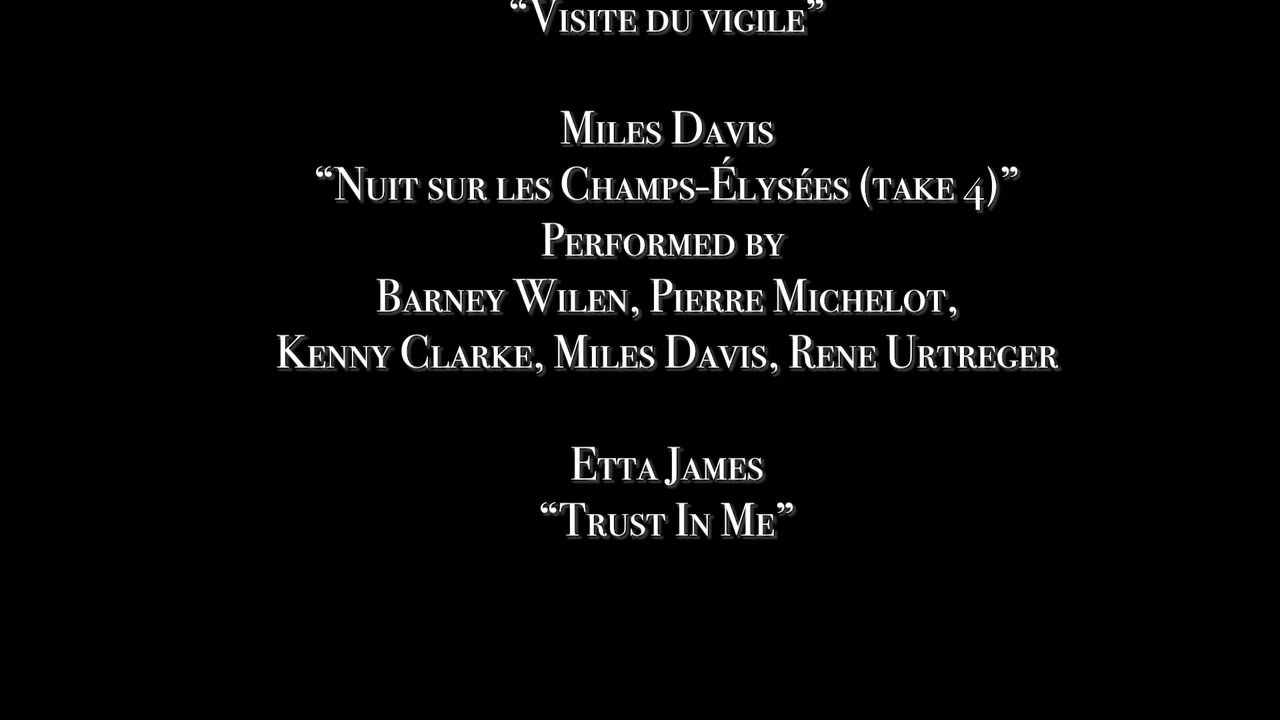 “Visite du vigile”
Miles Davis
“Nuit sur les Champs-Élysées (take 4)”
Performed by
Barney Wilen, Pierre Michelot,
Kenny Clarke, Miles Davis, Rene Urtreger
Etta James
“Trust In Me”